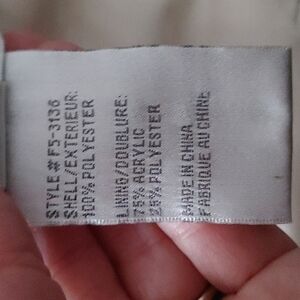 STYLE # F5-3136
SHELL/EXTERIEUR:
100% POLYESTER
LINING/DOUBLURE:
75% ACRYLIC
25% POLYESTER
MADE IN CHINA
FABRIQUE AU CHINE